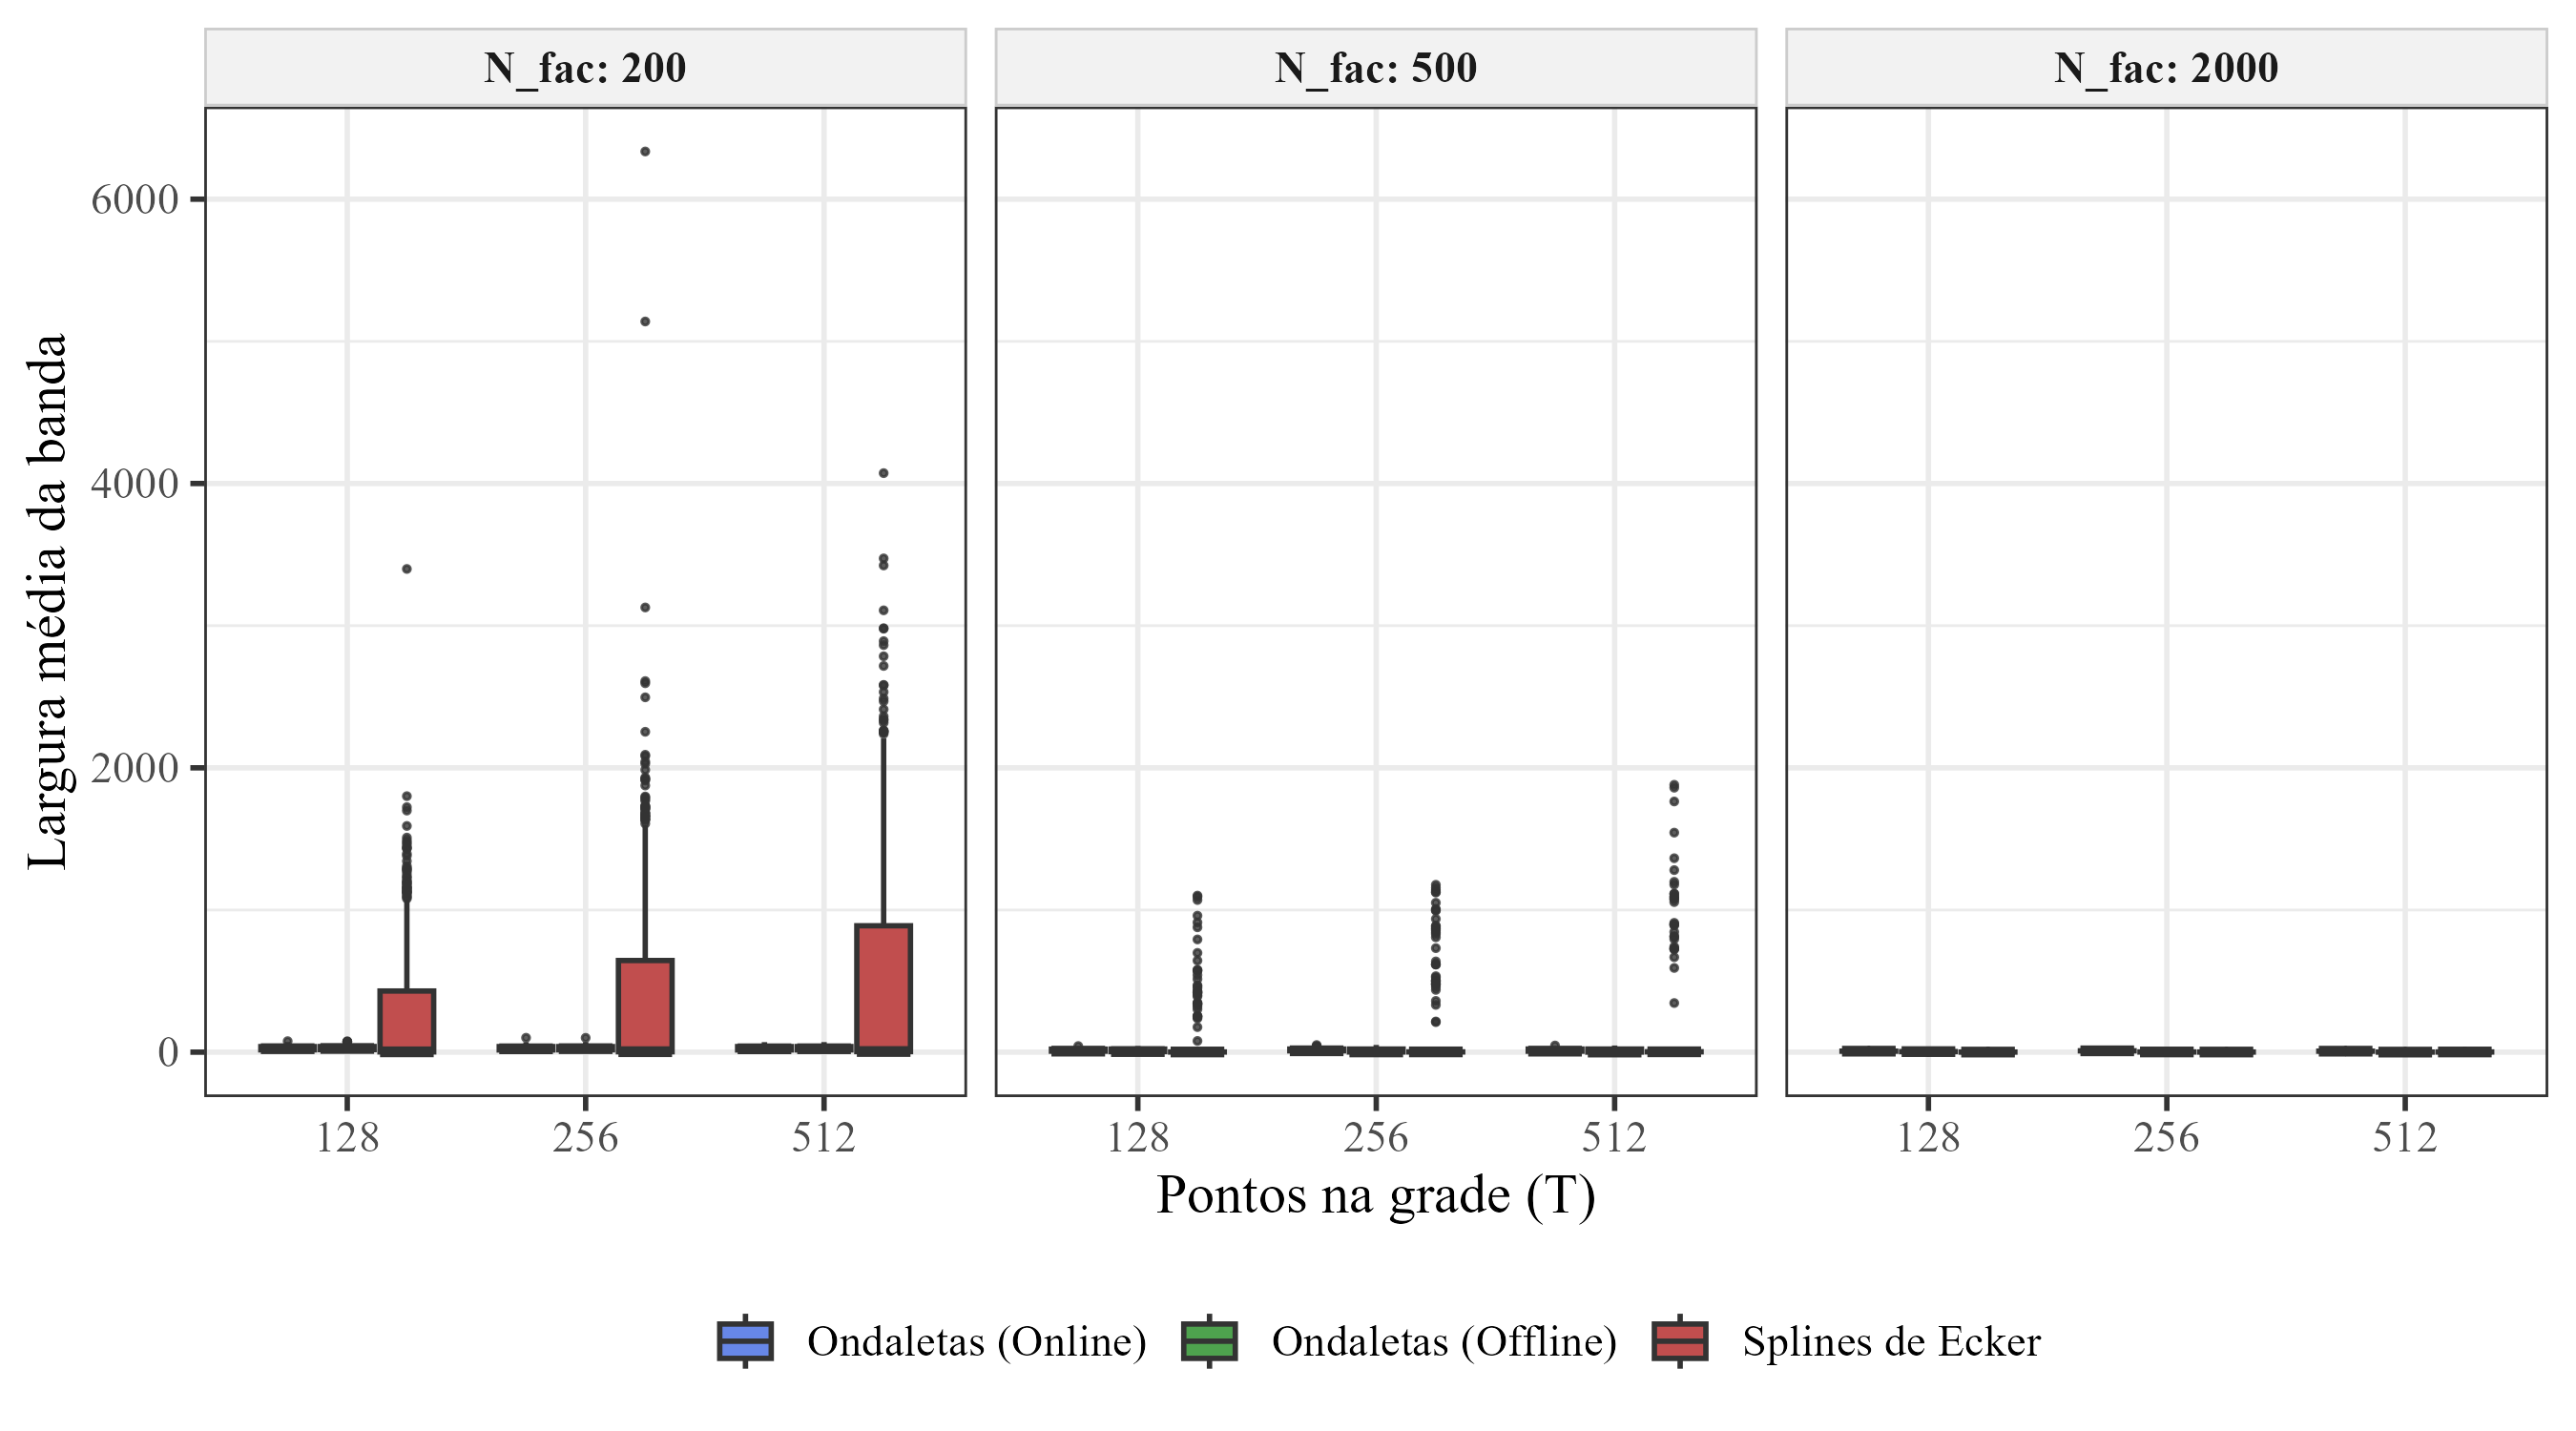 N_fac: 200
N_fac: 500
N_fac: 2000
Largura média da banda
6000
4000
2000
0
128 256 512
128 256 512
128 256 512
Pontos na grade (T)
Ondaletas (Online)
Ondaletas (Offline)
Splines de Ecker